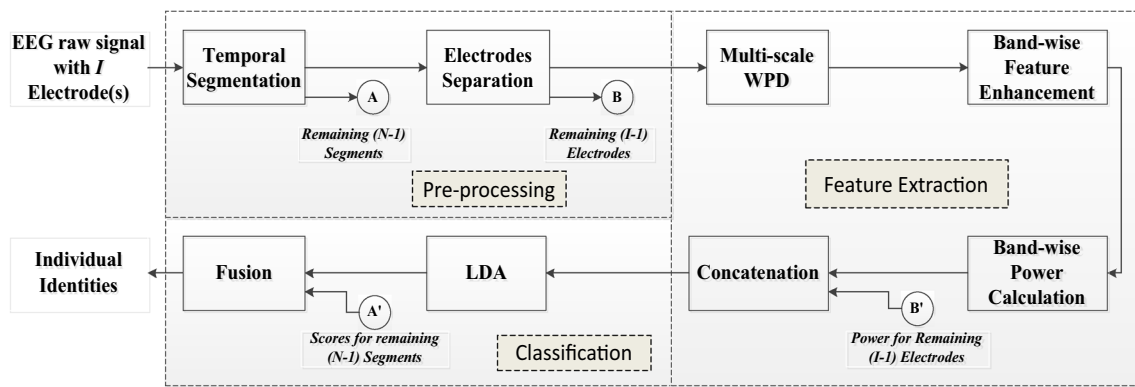 EEG raw signal
with I
Electrode(s)
Temporal
Segmentation
Electrodes
Separation
Multi-scale
WPD
Band-wise
Feature
Enhancement
A
B
Remaining (N-1)
Segments
Remaining (I-1)
Electrodes
Pre-processing
Feature Extraction
Individual
Identities
Fusion
LDA
Concatenation
Band-wise
Power
Calculation
A'
B'
Scores for remaining
(N-1) Segments
Power for Remaining
(I-1) Electrodes
Classification